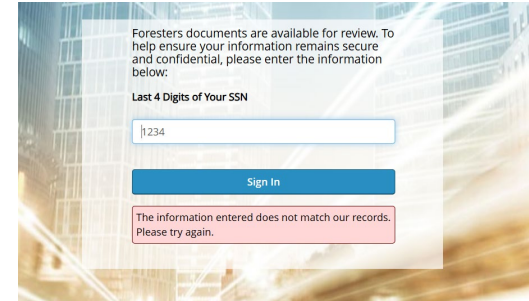 Foresters documents are available for review. To
help ensure your information remains secure
and confidential, please enter the information
below:
Last 4 Digits of Your SSN
1234
Sign In
The information entered does not match our records.
Please try again.